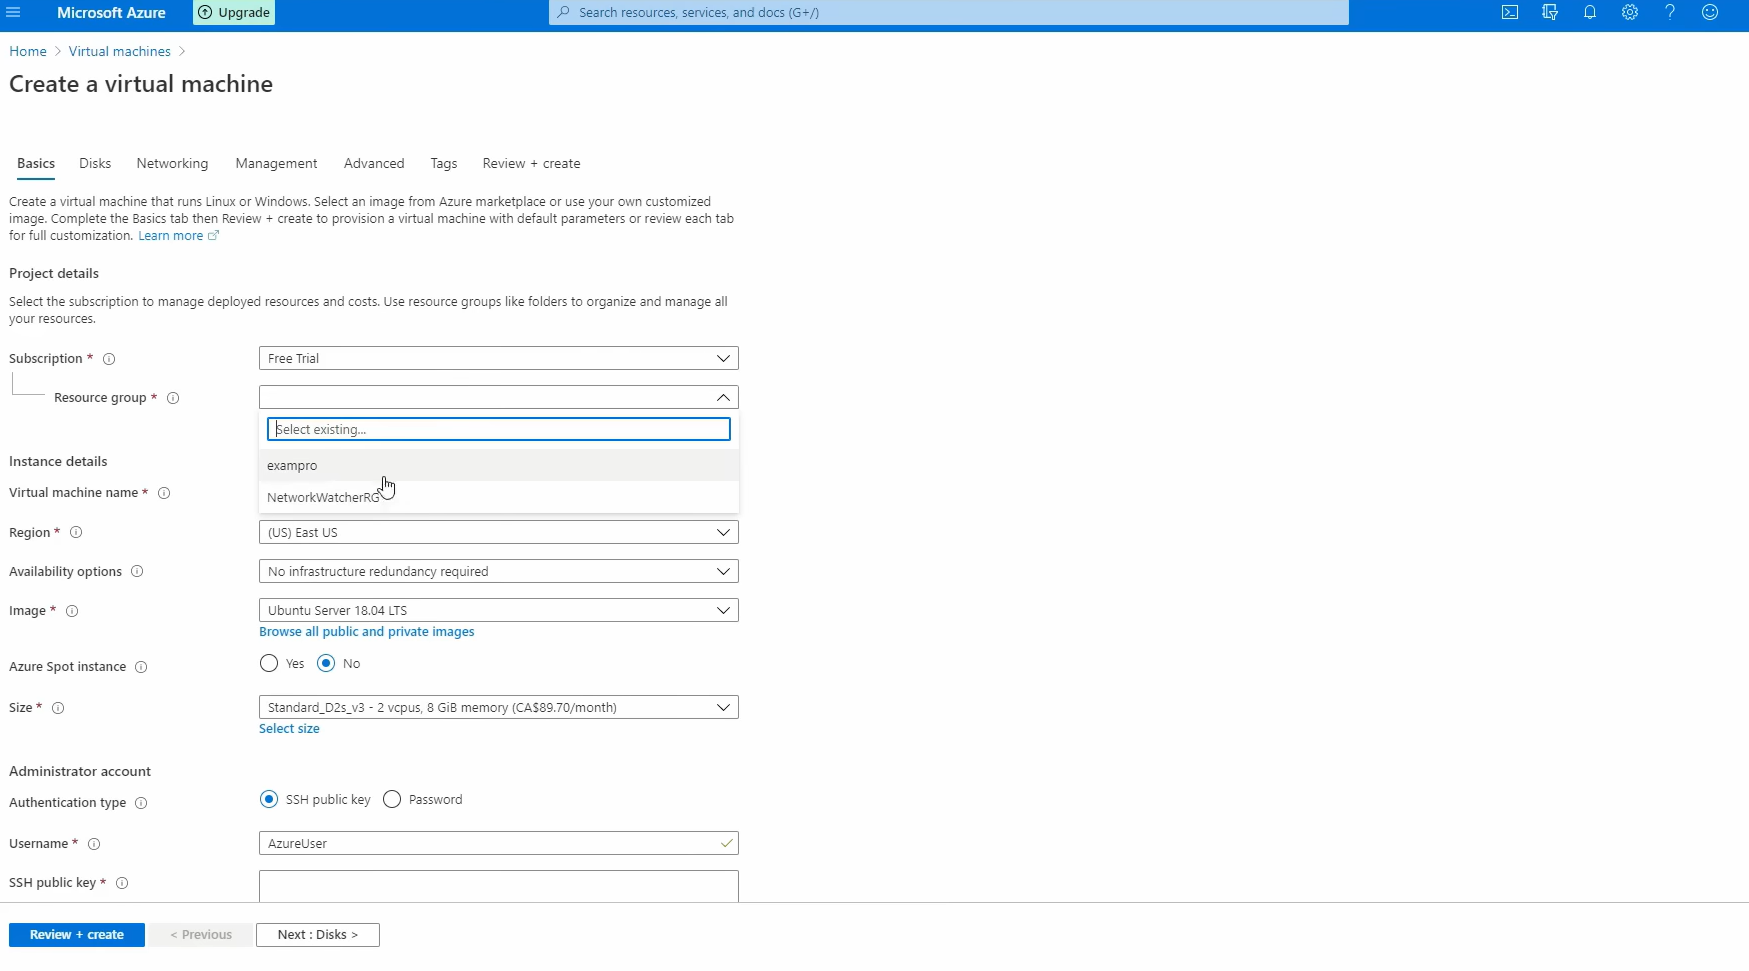 Microsoft Azure
Upgrade
Search resources, services, and docs (G+/)
Home > Virtual machines >
Create a virtual machine
Basics Disks Networking Management Advanced Tags Review + create
Create a virtual machine that runs Linux or Windows. Select an image from Azure marketplace or use your own customized
image. Complete the Basics tab then Review + create to provision a virtual machine with default parameters or review each tab
for full customization. Learn more
Project details
Select the subscription to manage deployed resources and costs. Use resource groups like folders to organize and manage all
your resources.
Subscription *
Free Trial
Resource group *
Select existing...
exampro
NetworkWatcherRG
Instance details
Virtual machine name *
Region *
(US) East US
Availability options
No infrastructure redundancy required
Image *
Ubuntu Server 18.04 LTS
Browse all public and private images
Azure Spot instance
Yes No
Size *
Standard_D2s_v3 - 2 vcpus, 8 GiB memory (CA$89.70/month)
Select size
Administrator account
Authentication type
SSH public key Password
Username *
AzureUser
SSH public key *
Review + create
< Previous
Next : Disks >